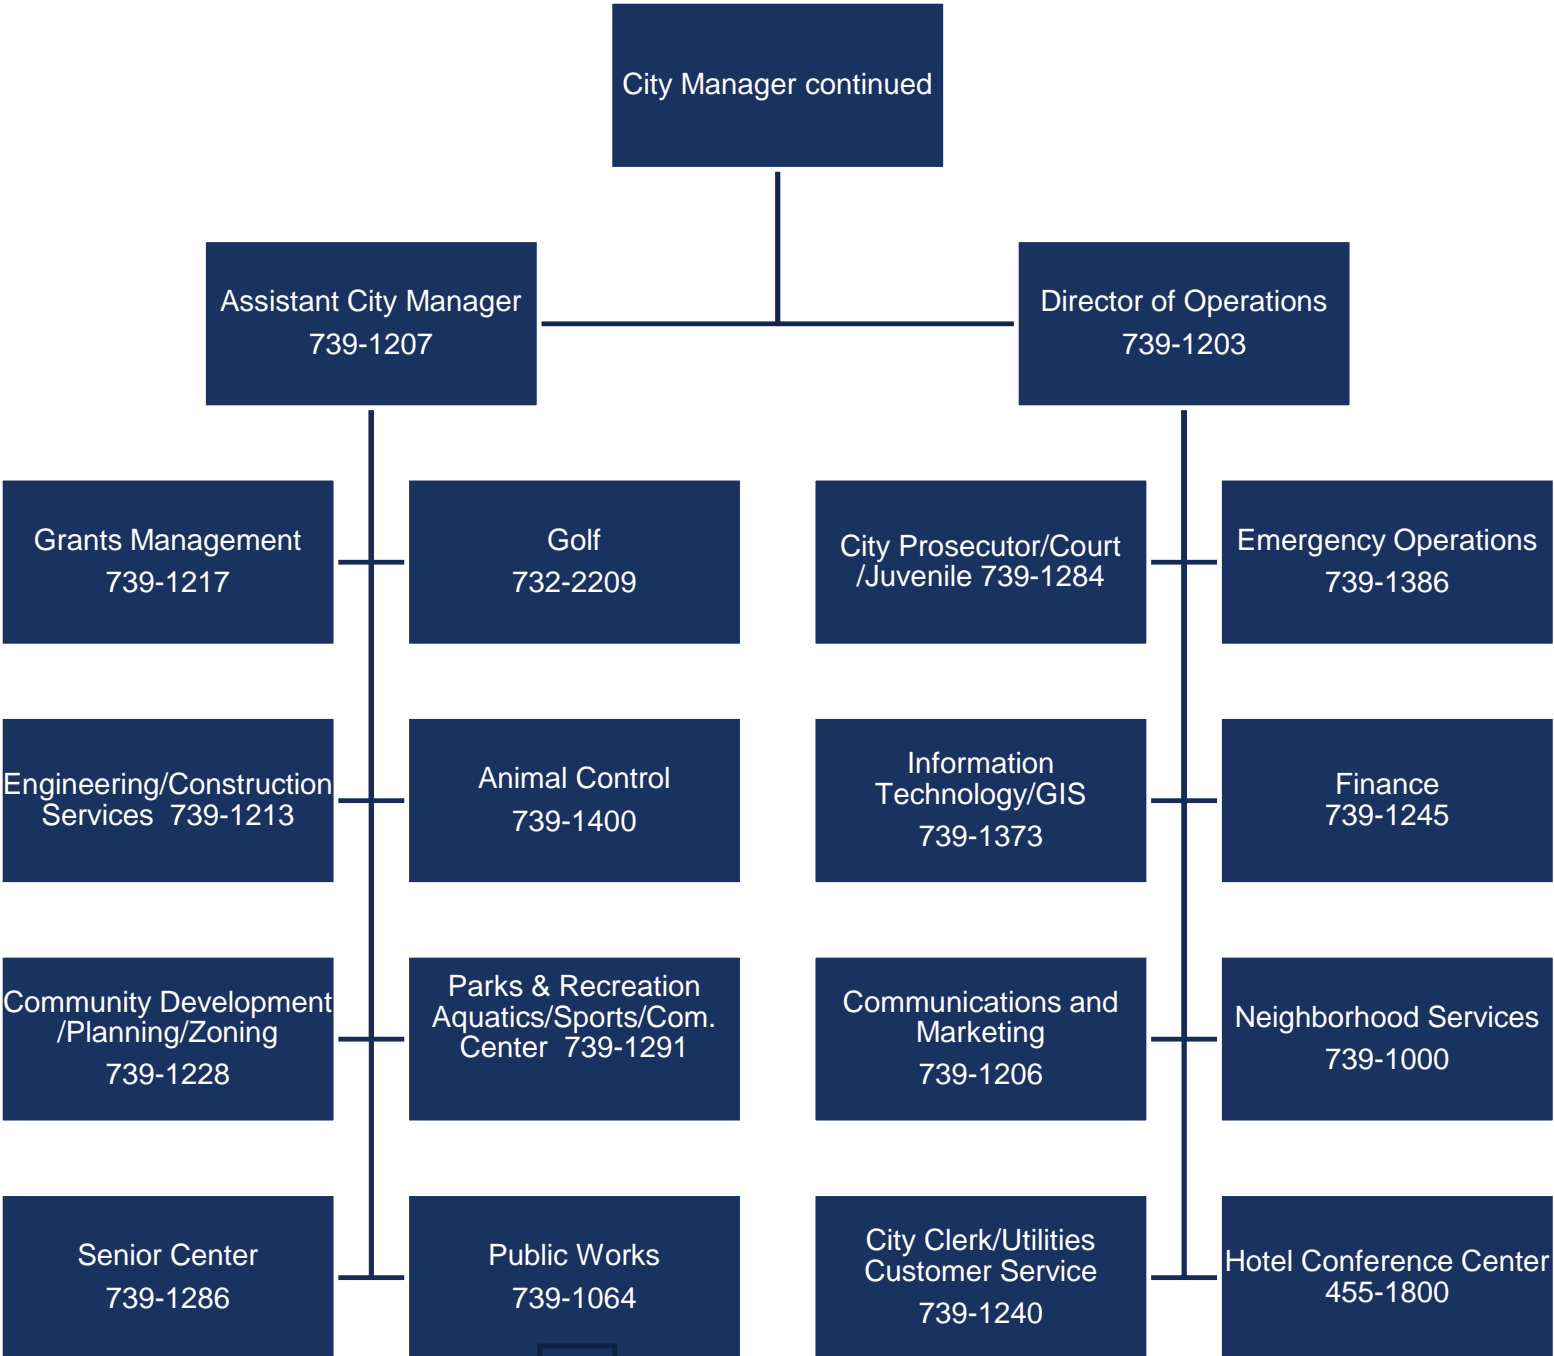 City Manager continued
Assistant City Manager
739-1207
Director of Operations
739-1203
Grants Management
739-1217
Golf
732-2209
City Prosecutor/Court
/Juvenile 739-1284
Emergency Operations
739-1386
Engineering/Construction
Services 739-1213
Animal Control
739-1400
Information
Technology/GIS
739-1373
Finance
739-1245
Community Development
/Planning/Zoning
739-1228
Parks & Recreation
Aquatics/Sports/Com.
Center 739-1291
Communications and
Marketing
739-1206
Neighborhood Services
739-1000
Senior Center
739-1286
Public Works
739-1064
City Clerk/Utilities
Customer Service
739-1240
Hotel Conference Center
455-1800